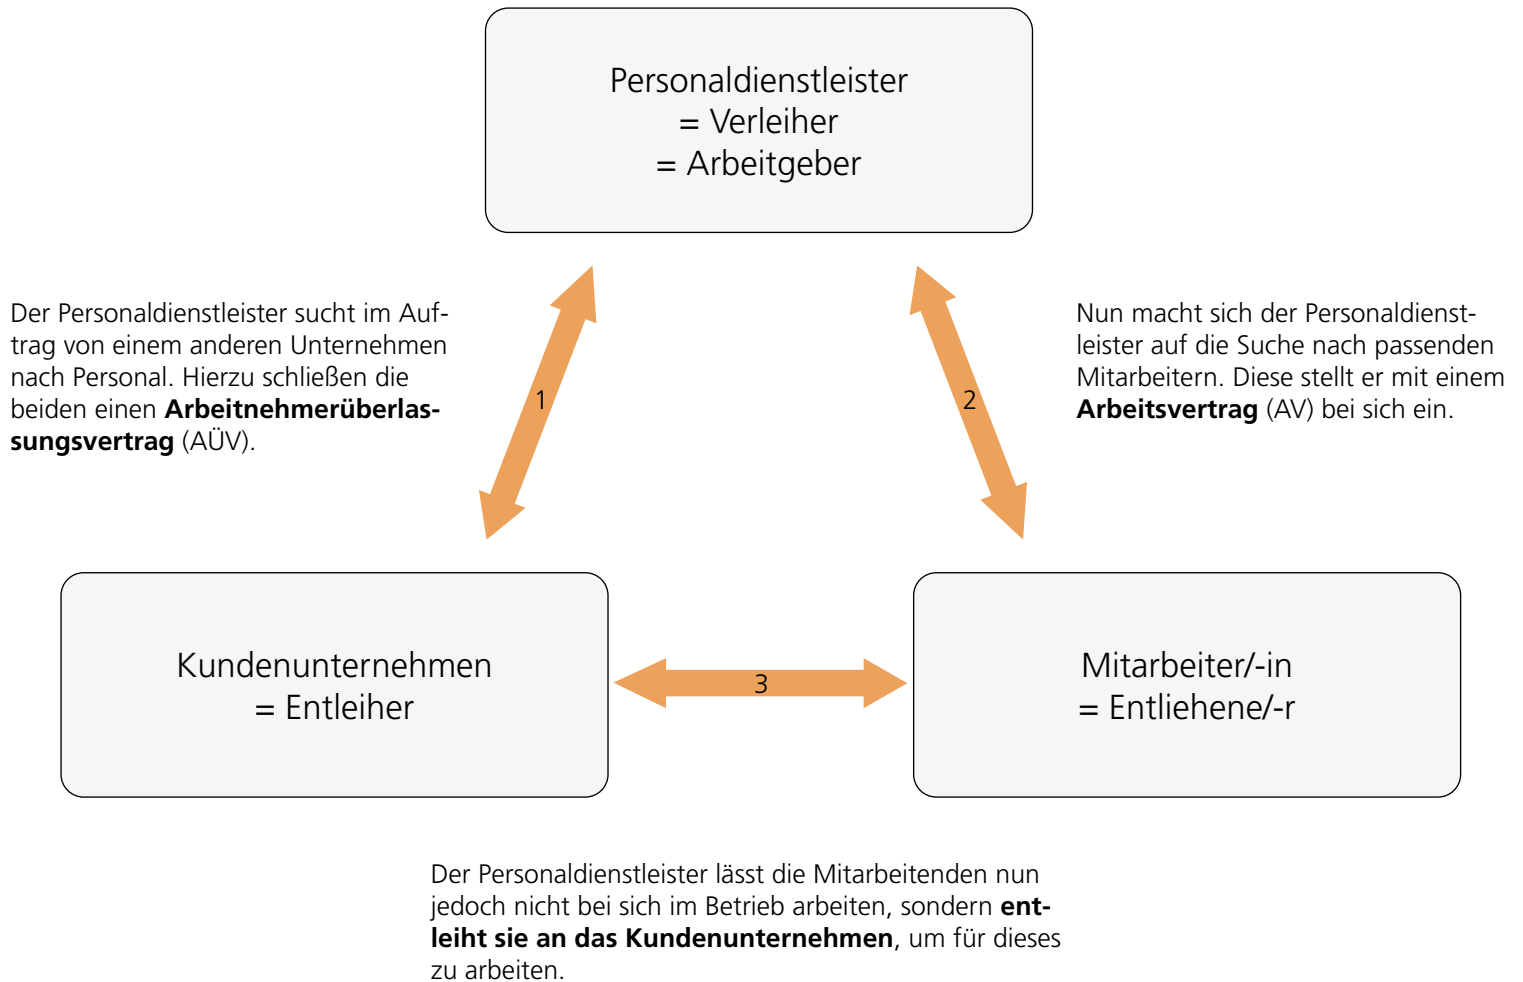 Personaldienstleister
= Verleiher
= Arbeitgeber
Der Personaldienstleister sucht im Auf-
trag von einem anderen Unternehmen
nach Personal. Hierzu schließen die
beiden einen Arbeitnehmerüberlas-
sungsvertrag (AÜV).
1
2
Nun macht sich der Personaldienst-
leister auf die Suche nach passenden
Mitarbeitern. Diese stellt er mit einem
Arbeitsvertrag (AV) bei sich ein.
Kundenunternehmen
= Entleiher
3
Mitarbeiter/-in
= Entliehene/-r
Der Personaldienstleister lässt die Mitarbeitenden nun
jedoch nicht bei sich im Betrieb arbeiten, sondern ent-
leiht sie an das Kundenunternehmen, um für dieses
zu arbeiten.